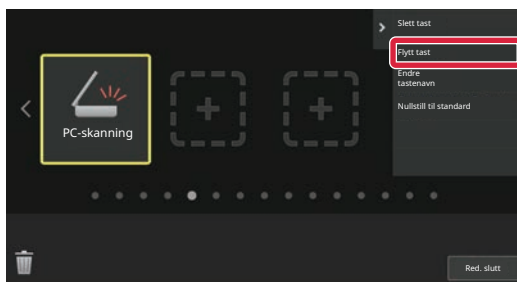 Slett tast
Flytt tast
Endre
tastenavn
Nullstill til standard
PC-skanning
Red. slutt